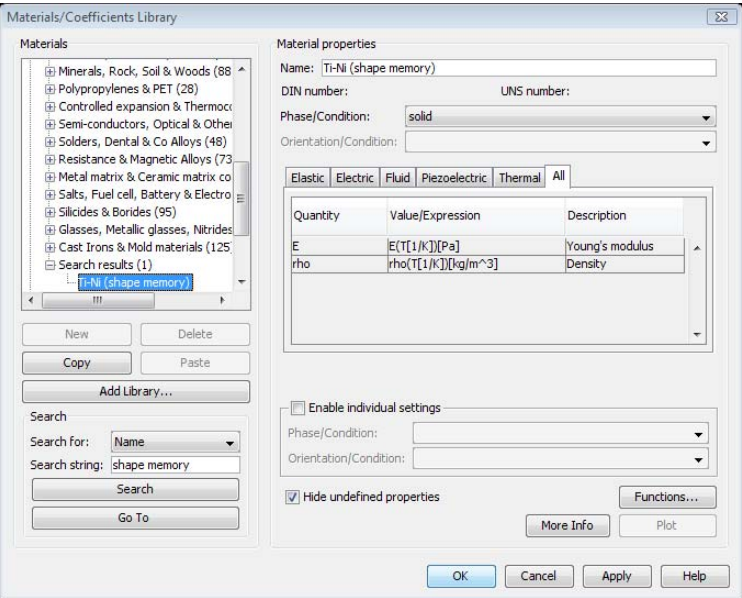 Materials/Coefficients Library
Materials
Minerals, Rock, Soil & Woods (88
Polypropylenes & PET (28)
Controlled expansion & Thermoc
Semi-conductors, Optical & Other
Solders, Dental & Co Alloys (48)
Resistance & Magnetic Alloys (73
Metal matrix & Ceramic matrix co
Salts, Fuel cell, Battery & Electro
Silicides & Borides (95)
Glasses, Metallic glasses, Nitrides
Cast Irons & Mold materials (125
Search results (1)
Ti-Ni (shape memory)
New Delete
Copy Paste
Add Library...
Search
Search for: Name
Search string: shape memory
Search
Go To
Material properties
Name: Ti-Ni (shape memory)
DIN number: UNS number:
Phase/Condition: solid
Orientation/Condition:
Elastic Electric Fluid Piezoelectric Thermal All
Quantity Value/Expression Description
E E(T[1/K])[Pa] Young's modulus
rho rho(T[1/K])[kg/m^3] Density
Enable individual settings
Phase/Condition:
Orientation/Condition:
Hide undefined properties Functions...
More Info Plot
OK Cancel Apply Help